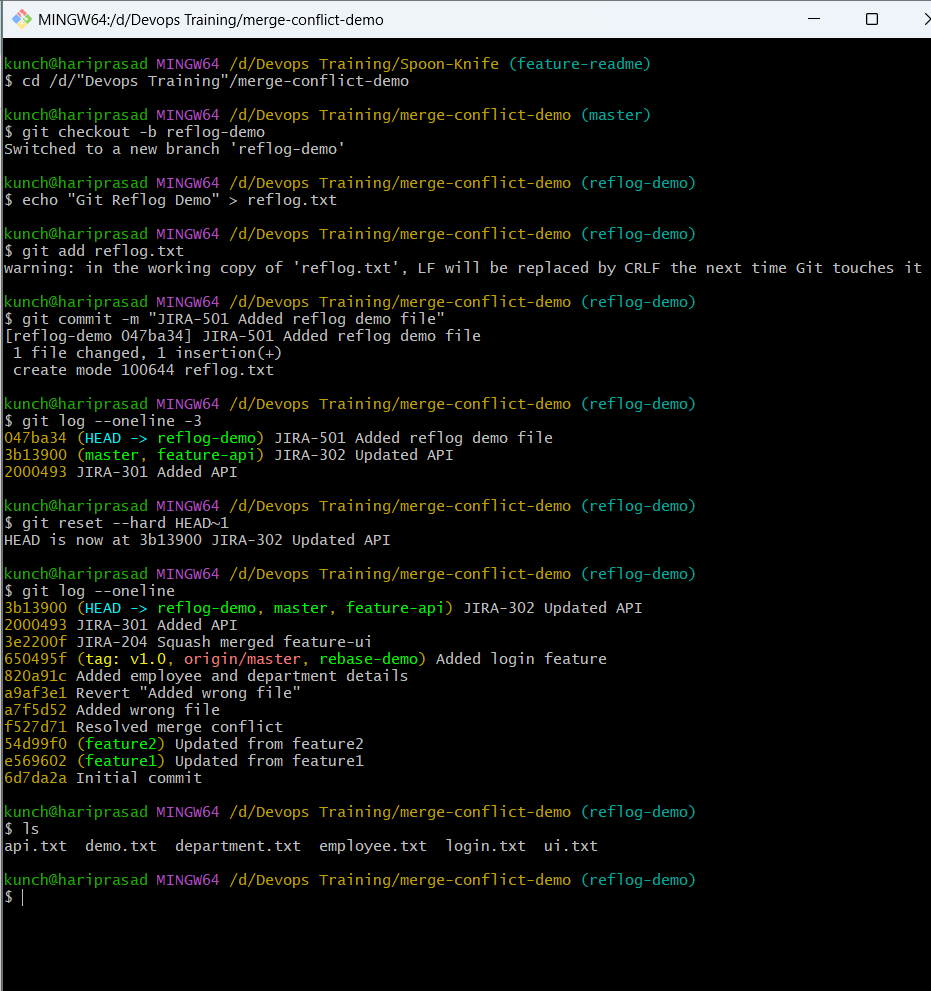 MINGW64:/d/Devops Training/merge-conflict-demo
kunch@hariprasad MINGW64 /d/Devops Training/Spoon-Knife (feature-readme)
$ cd /d/"Devops Training"/merge-conflict-demo
kunch@hariprasad MINGW64 /d/Devops Training/merge-conflict-demo (master)
$ git checkout -b reflog-demo
Switched to a new branch 'reflog-demo'
kunch@hariprasad MINGW64 /d/Devops Training/merge-conflict-demo (reflog-demo)
$ echo "Git Reflog Demo" > reflog.txt
kunch@hariprasad MINGW64 /d/Devops Training/merge-conflict-demo (reflog-demo)
$ git add reflog.txt
warning: in the working copy of 'reflog.txt', LF will be replaced by CRLF the next time Git touches it
kunch@hariprasad MINGW64 /d/Devops Training/merge-conflict-demo (reflog-demo)
$ git commit -m "JIRA-501 Added reflog demo file"
[reflog-demo 047ba34] JIRA-501 Added reflog demo file
 1 file changed, 1 insertion(+)
 create mode 100644 reflog.txt
kunch@hariprasad MINGW64 /d/Devops Training/merge-conflict-demo (reflog-demo)
$ git log --oneline -3
047ba34 (HEAD -> reflog-demo) JIRA-501 Added reflog demo file
3b13900 (master, feature-api) JIRA-302 Updated API
2000493 JIRA-301 Added API
kunch@hariprasad MINGW64 /d/Devops Training/merge-conflict-demo (reflog-demo)
$ git reset --hard HEAD~1
HEAD is now at 3b13900 JIRA-302 Updated API
kunch@hariprasad MINGW64 /d/Devops Training/merge-conflict-demo (reflog-demo)
$ git log --oneline
3b13900 (HEAD -> reflog-demo, master, feature-api) JIRA-302 Updated API
2000493 JIRA-301 Added API
3e2200f JIRA-204 Squash merged feature-ui
650495f (tag: v1.0, origin/master, rebase-demo) Added login feature
820a91c Added employee and department details
a9af3e1 Revert "Added wrong file"
a7f5d52 Added wrong file
f527d71 Resolved merge conflict
54d99f0 (feature2) Updated from feature2
e569602 (feature1) Updated from feature1
6d7da2a Initial commit
kunch@hariprasad MINGW64 /d/Devops Training/merge-conflict-demo (reflog-demo)
$ ls
api.txt  demo.txt  department.txt  employee.txt  login.txt  ui.txt
kunch@hariprasad MINGW64 /d/Devops Training/merge-conflict-demo (reflog-demo)
$